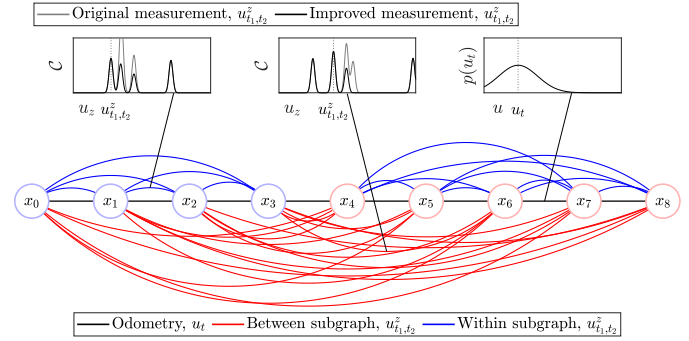 Original measurement, u^z_{t_1,t_2} Improved measurement, u^z_{t_1,t_2}
C C p(u_t)
u_z u^z_{t_1,t_2} u_z u^z_{t_1,t_2} u u_t
x_0 x_1 x_2 x_3 x_4 x_5 x_6 x_7 x_8
Odometry, u_t Between subgraph, u^z_{t_1,t_2} Within subgraph, u^z_{t_1,t_2}